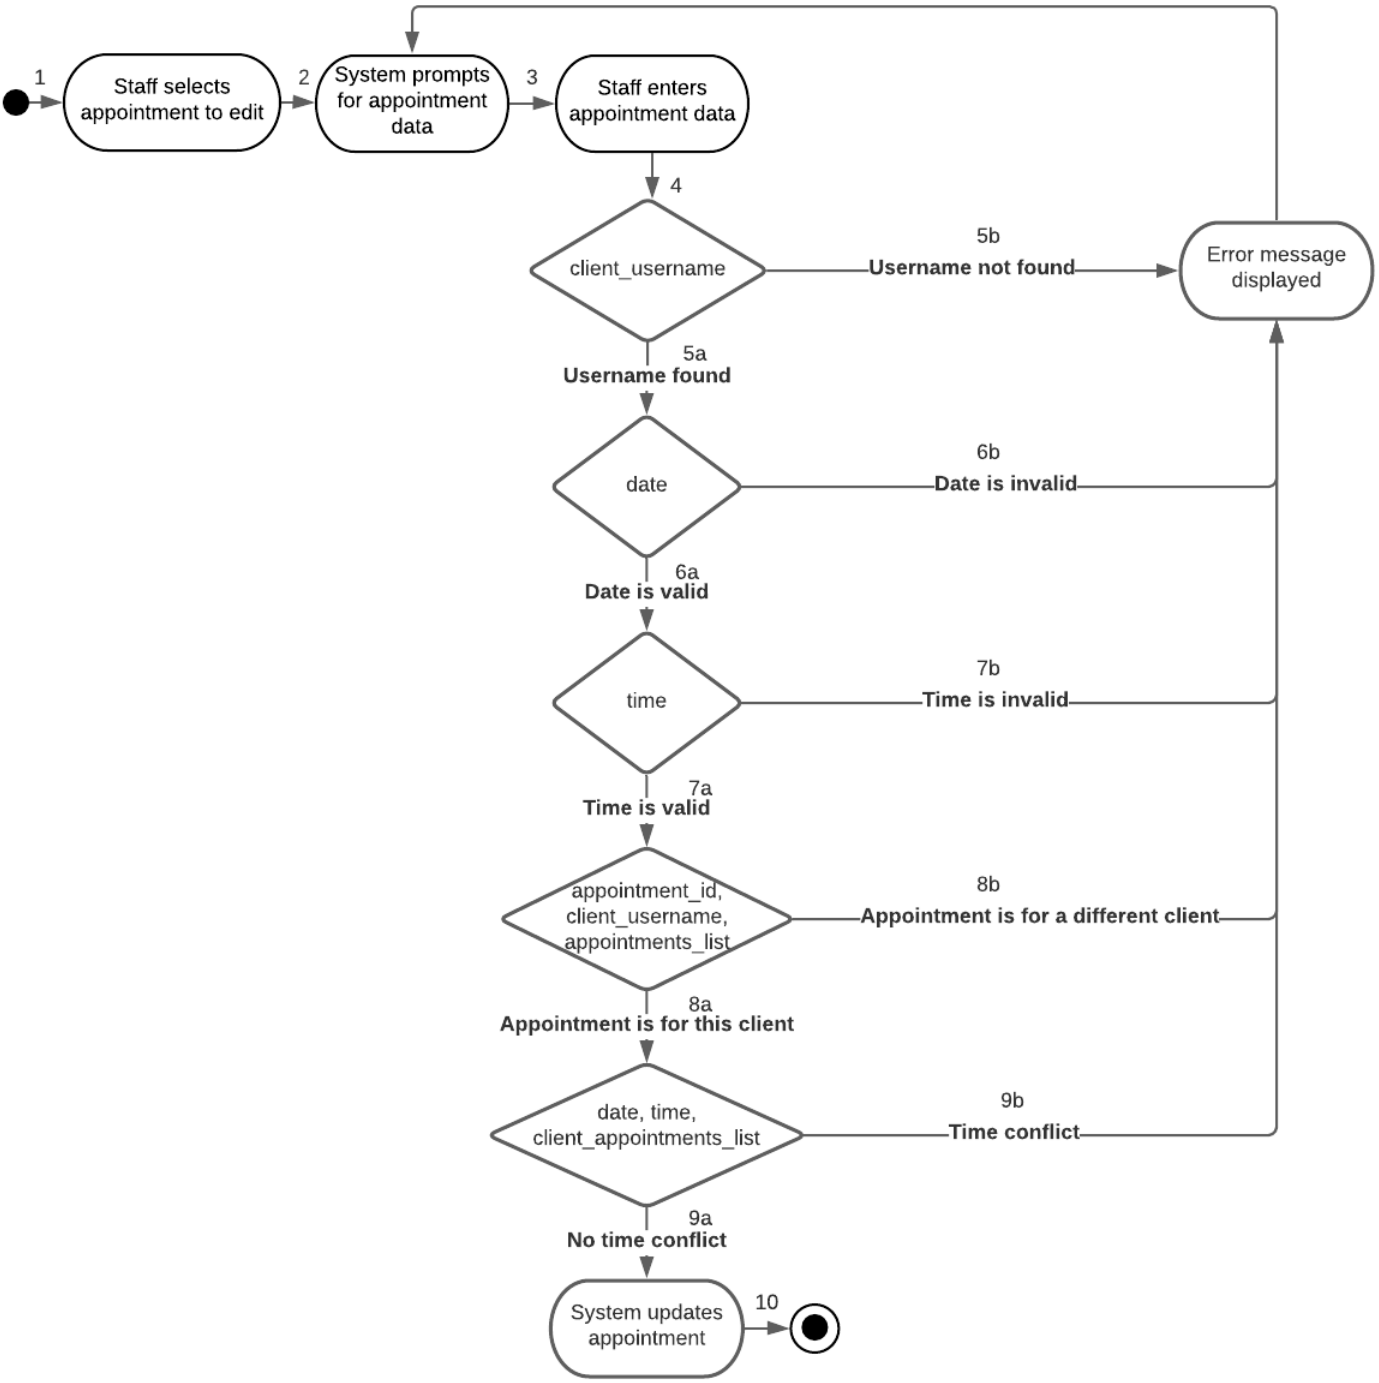 1
Staff selects
appointment to edit
2
System prompts
for appointment
data
3
Staff enters
appointment data
4
client_username
5b
Username not found
Error message
displayed
5a
Username found
date
6b
Date is invalid
6a
Date is valid
time
7b
Time is invalid
7a
Time is valid
appointment_id,
client_username,
appointments_list
8b
Appointment is for a different client
8a
Appointment is for this client
date, time,
client_appointments_list
9b
Time conflict
9a
No time conflict
System updates
appointment
10